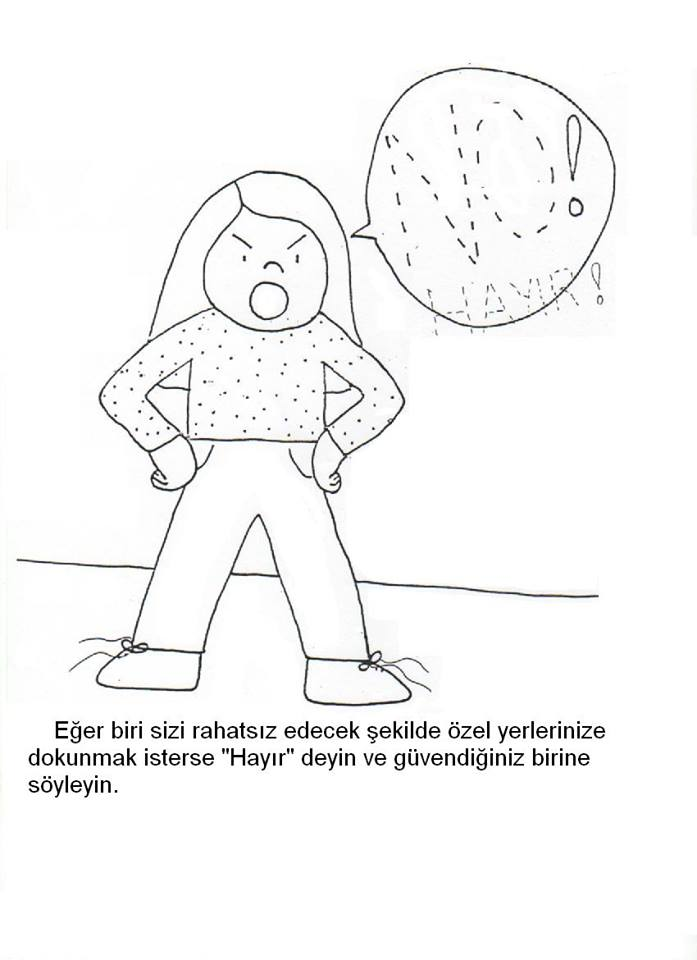 NO!
HAYIR!
Eğer biri sizi rahatsız edecek şekilde özel yerlerinize
dokunmak isterse "Hayır" deyin ve güvendiğiniz birine
söyleyin.